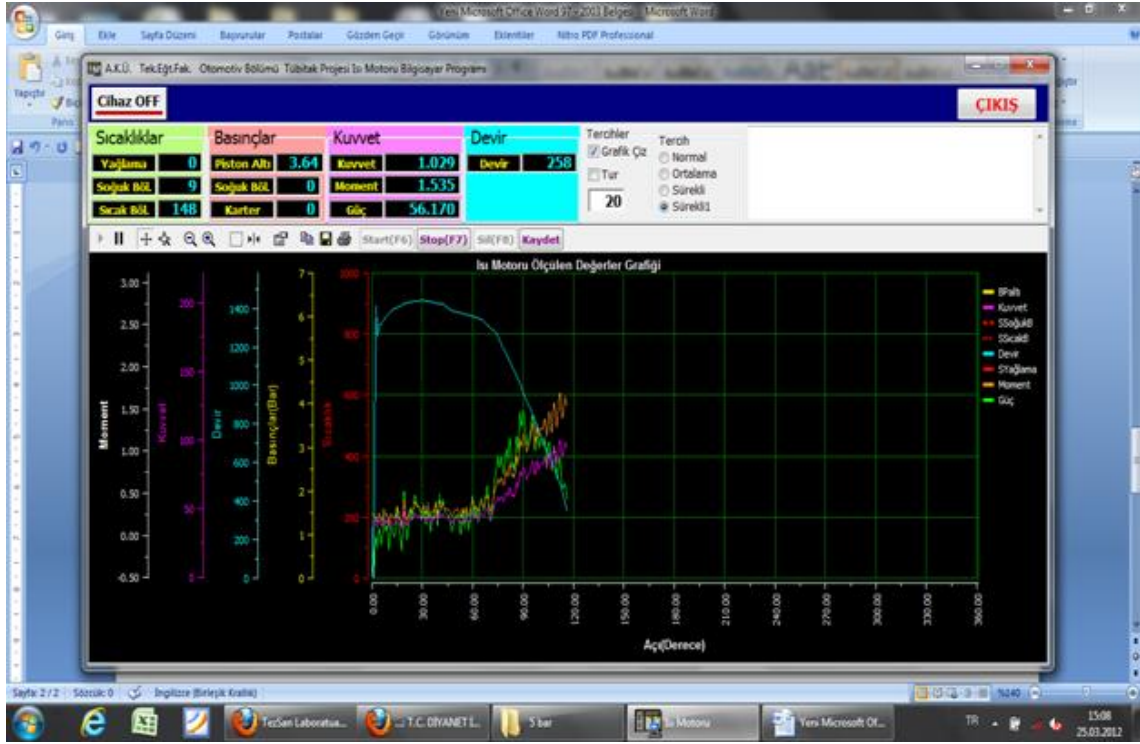 Yeni Microsoft Office Word 97 - 2003 Belgesi - Microsoft Word
Giriş Ekle Sayfa Düzeni Başvurular Postalar Gözden Geçir Görünüm Eklentiler Nitro PDF Professional
Yapıştır
Pano
A.K.Ü. Tek.Eğt.Fak. Otomotiv Bölümü Tübitak Projesi Isı Motoru Bilgisayar Programı
Cihaz OFF
ÇIKIŞ
Sıcaklıklar Basınçlar Kuvvet Devir Tercihler Tercih
Yağlama 0 Piston Altı 3.64 Kuvvet 1.029 Devir 258 Grafik Çiz Normal
Soğuk Böl. 9 Soğuk Böl. 0 Moment 1.535 Tur Ortalama
Sıcak Böl. 148 Karter 0 Güç 56.170 20 Sürekli
Sürekli1
Start(F6) Stop(F7) Sil(F8) Kaydet
Isı Motoru Ölçülen Değerler Grafiği
Moment
3.00
2.50
2.00
1.50
1.00
0.50
0.00
-0.50
Kuvvet
200
150
100
50
0
Devir
1400
1200
1000
800
600
400
200
0
Basınçlar(Bar)
7
6
5
4
3
2
1
0
Sıcaklık
1000
800
600
400
200
0
BPaltı
Kuvvet
SSoğukB
SSıcakB
Devir
SYağlama
Moment
Güç
0.00 30.00 60.00 90.00 120.00 150.00 180.00 210.00 240.00 270.00 300.00 330.00 360.00
Açı(Derece)
Sayfa: 2 / 2 Sözcük: 0 İngilizce (Birleşik Krallık) %140
TezSan Laboratua... T.C. DİYANET İ... 5 bar Isı Motoru Yeni Microsoft Of... TR 15:08
25.03.2012